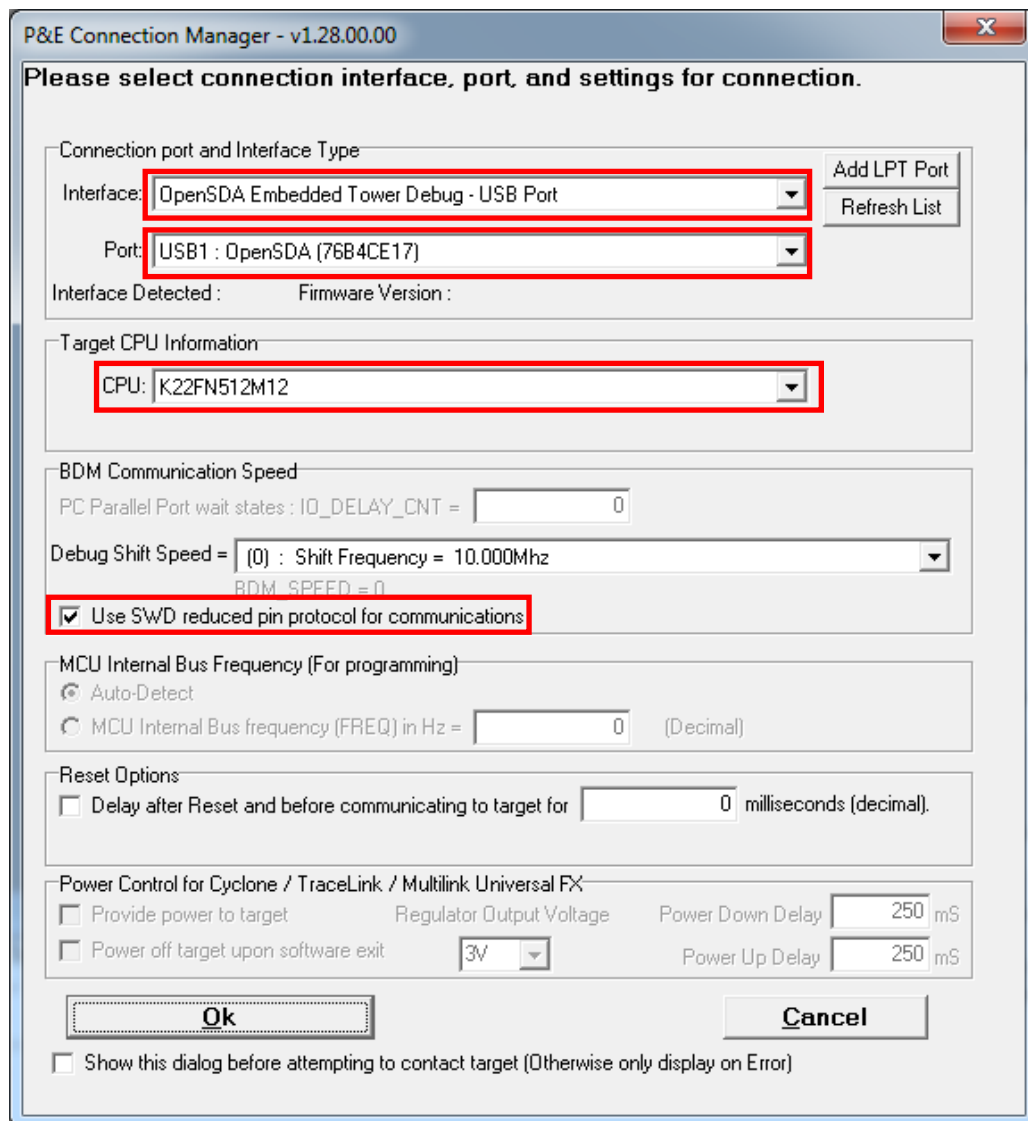 P&E Connection Manager - v1.28.00.00
Please select connection interface, port, and settings for connection.
Connection port and Interface Type
Interface: OpenSDA Embedded Tower Debug - USB Port
Add LPT Port
Refresh List
Port: USB1 : OpenSDA (76B4CE17)
Interface Detected : Firmware Version :
Target CPU Information
CPU: K22FN512M12
BDM Communication Speed
PC Parallel Port wait states : IO_DELAY_CNT = 0
Debug Shift Speed = (0) : Shift Frequency = 10.000Mhz
BDM_SPEED = 0
Use SWD reduced pin protocol for communications
MCU Internal Bus Frequency (For programming)
Auto-Detect
MCU Internal Bus frequency (FREQ) in Hz = 0 (Decimal)
Reset Options
Delay after Reset and before communicating to target for 0 milliseconds (decimal).
Power Control for Cyclone / TraceLink / Multilink Universal FX
Provide power to target Regulator Output Voltage Power Down Delay 250 mS
Power off target upon software exit 3V Power Up Delay 250 mS
Ok Cancel
Show this dialog before attempting to contact target (Otherwise only display on Error)